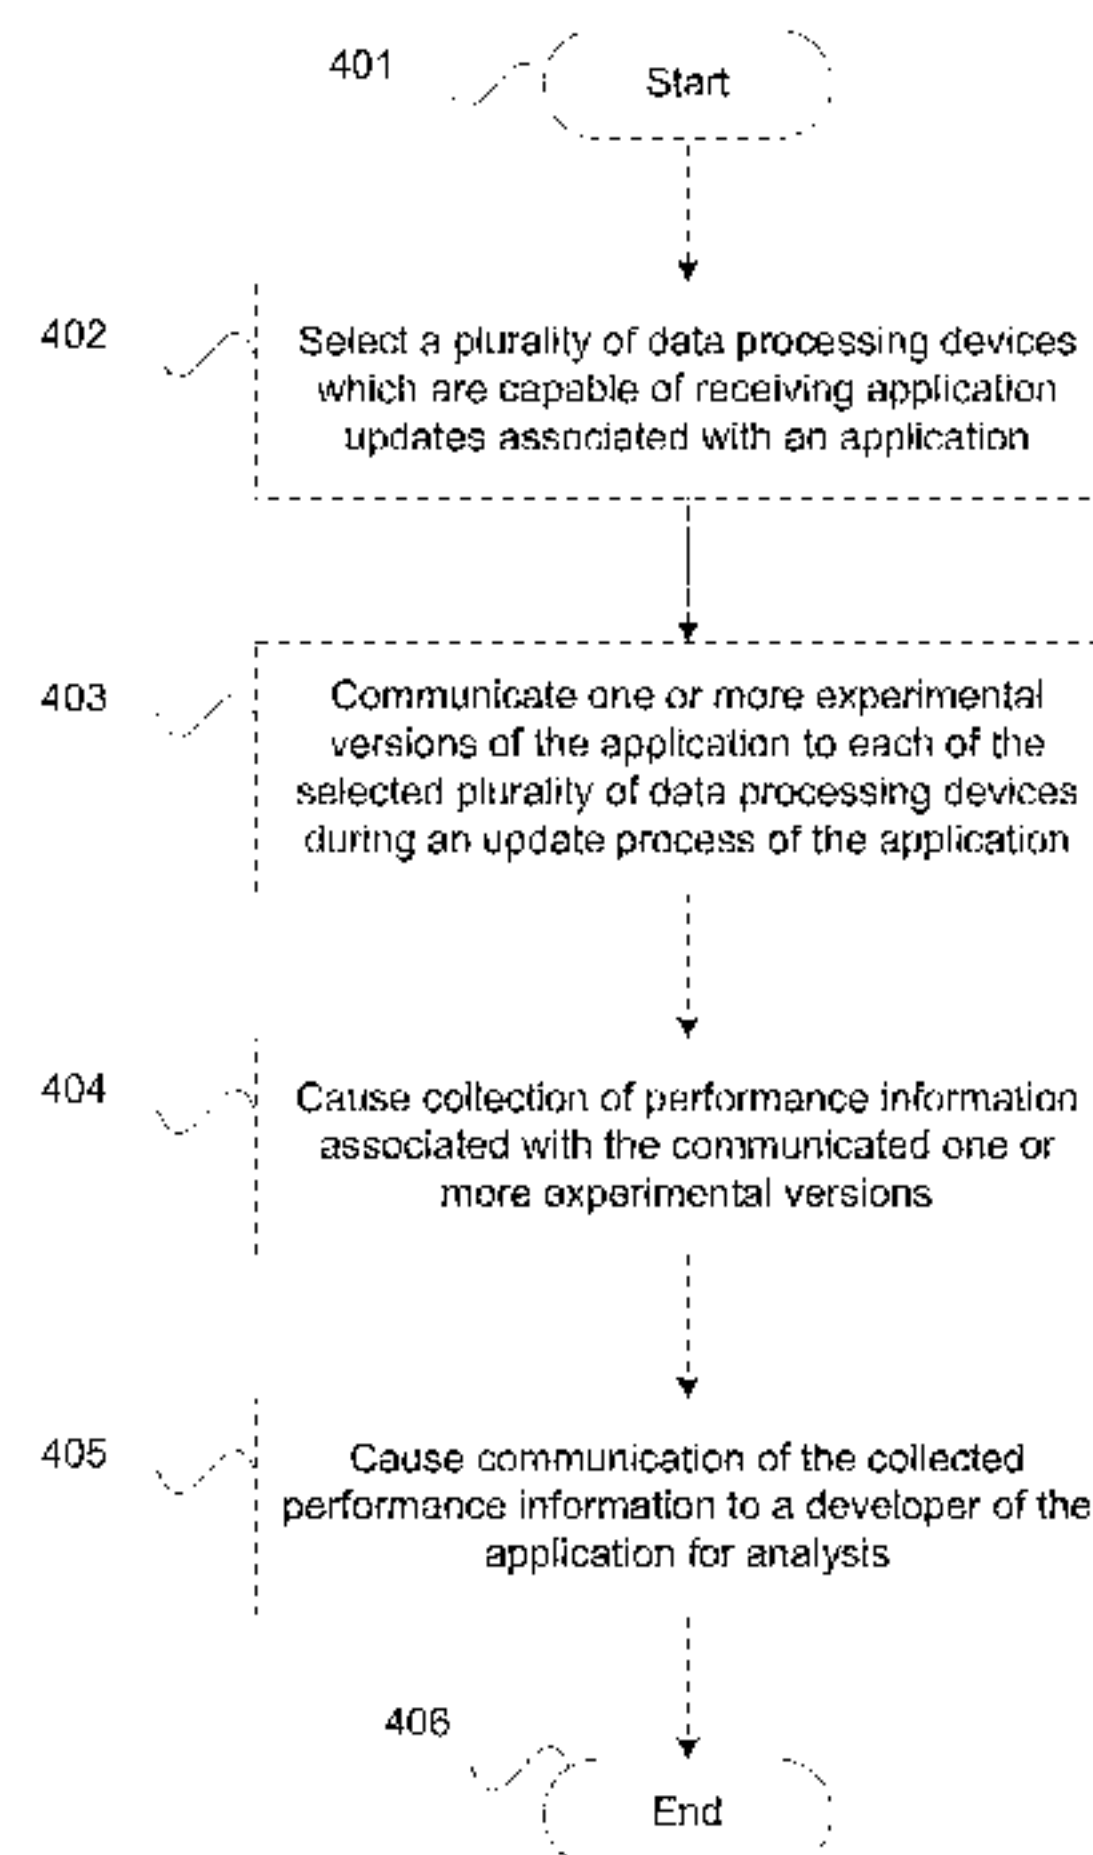 401
Start
402
Select a plurality of data processing devices
which are capable of receiving application
updates associated with an application
403
Communicate one or more experimental
versions of the application to each of the
selected plurality of data processing devices
during an update process of the application
404
Cause collection of performance information
associated with the communicated one or
more experimental versions
405
Cause communication of the collected
performance information to a developer of the
application for analysis
406
End